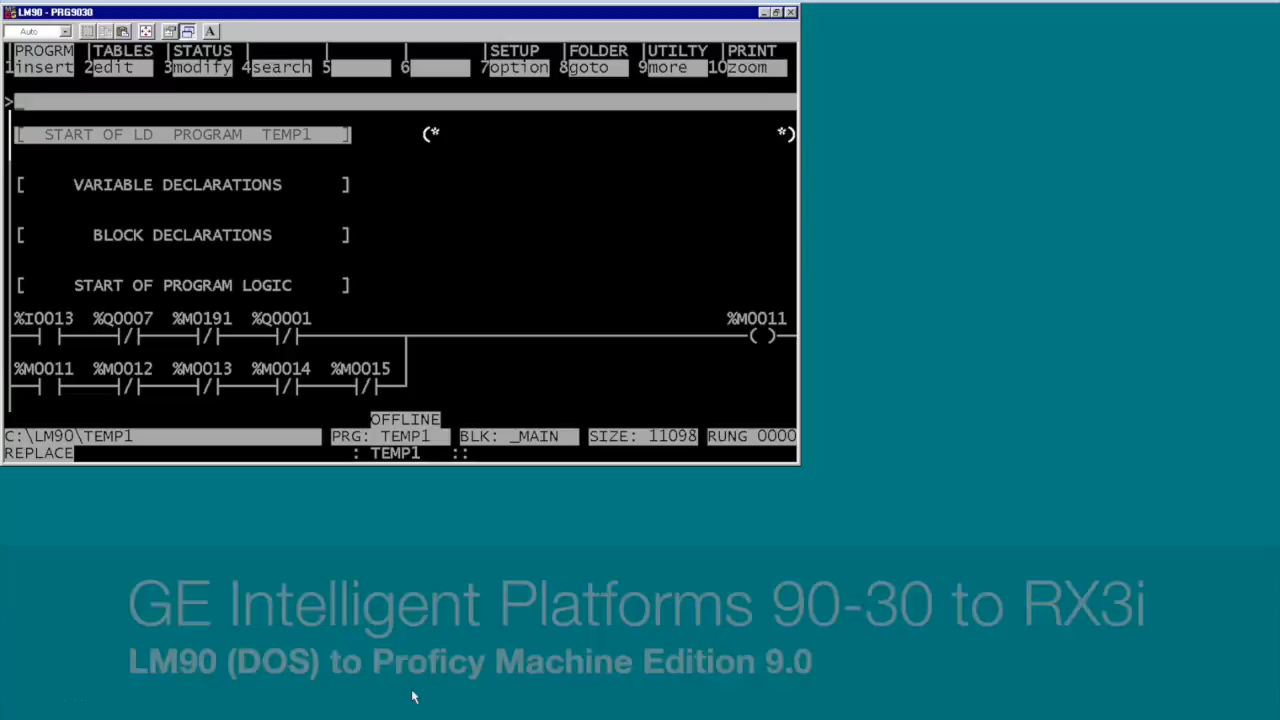 LM90 - PRG9030
Auto A
PROGRM |TABLES |STATUS | | | |SETUP |FOLDER |UTILTY |PRINT
1insert 2edit 3modify 4search 5 6 7option 8goto 9more 10zoom
>_
[ START OF LD PROGRAM TEMP1 ] (* *)
[ VARIABLE DECLARATIONS ]
[ BLOCK DECLARATIONS ]
[ START OF PROGRAM LOGIC ]
%I0013 %Q0007 %M0191 %Q0001 %M0011
%M0011 %M0012 %M0013 %M0014 %M0015
OFFLINE
C:\LM90\TEMP1 PRG: TEMP1 BLK: _MAIN SIZE: 11098 RUNG 0000
REPLACE : TEMP1 ::
GE Intelligent Platforms 90-30 to RX3i
LM90 (DOS) to Proficy Machine Edition 9.0